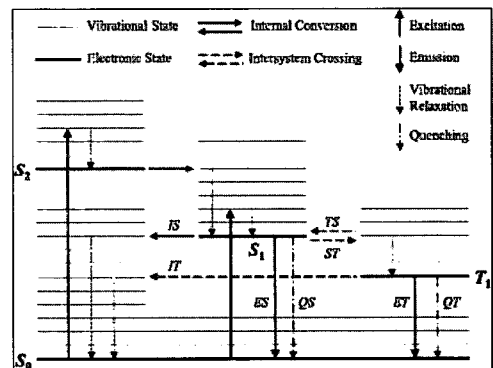 Vibrational State
Internal Conversion
Excitation
Electronic State
Intersystem Crossing
Emission
Vibrational
Relaxation
Quenching
S2
IS
TS
S1
ST
IT
T1
ES
QS
ET
QT
S0